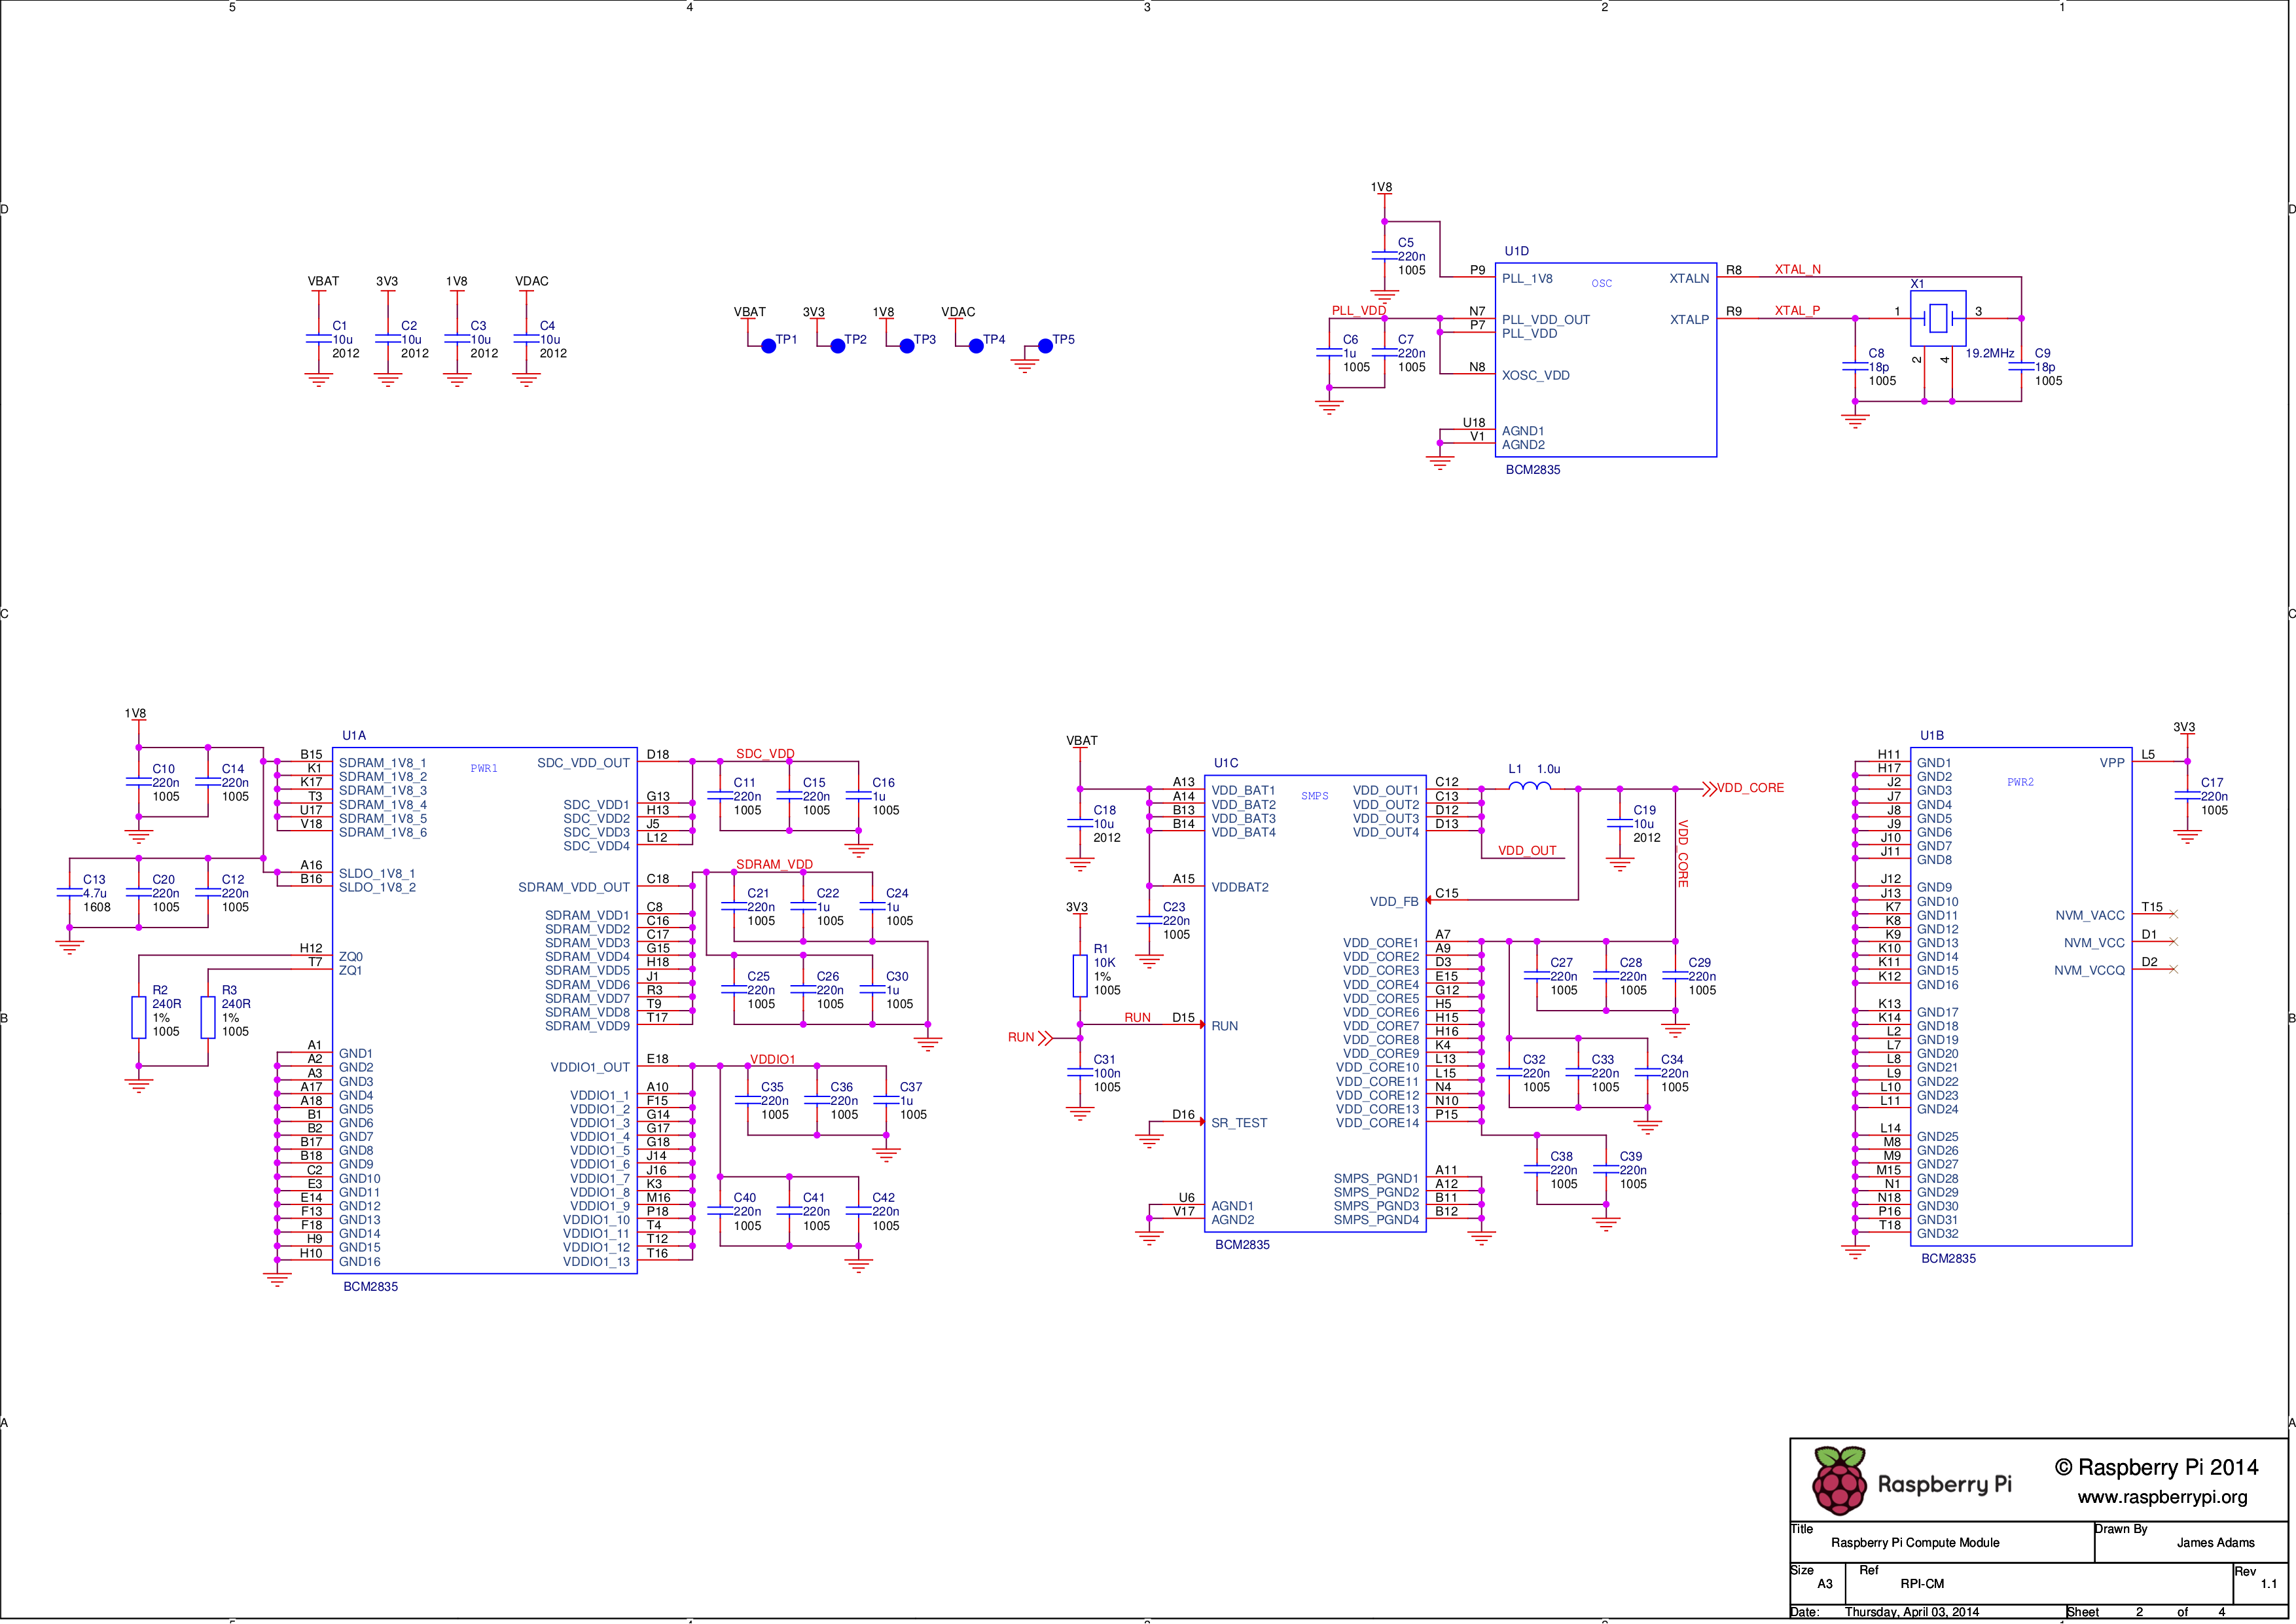 5 4 3 2 1
D D
C C
B B
A A
VBAT 3V3 1V8 VDAC
C1 10u 2012
C2 10u 2012
C3 10u 2012
C4 10u 2012
VBAT 3V3 1V8 VDAC
TP1 TP2 TP3 TP4 TP5
1V8
C5
220n
1005
PLL_VDD
C6
1u
1005
C7
220n
1005
U1D
OSC
P9 PLL_1V8
N7 PLL_VDD_OUT
P7 PLL_VDD
N8 XOSC_VDD
U18 AGND1
V1 AGND2
XTALN R8 XTAL_N
XTALP R9 XTAL_P
BCM2835
X1
1 3
2 4
19.2MHz
C8
18p
1005
C9
18p
1005
1V8
C10
220n
1005
C14
220n
1005
C13
4.7u
1608
C20
220n
1005
C12
220n
1005
R2
240R
1%
1005
R3
240R
1%
1005
U1A
PWR1
B15 SDRAM_1V8_1
K1 SDRAM_1V8_2
K17 SDRAM_1V8_3
T3 SDRAM_1V8_4
U17 SDRAM_1V8_5
V18 SDRAM_1V8_6
A16 SLDO_1V8_1
B16 SLDO_1V8_2
H12 ZQ0
T7 ZQ1
A1 GND1
A2 GND2
A3 GND3
A17 GND4
A18 GND5
B1 GND6
B2 GND7
B17 GND8
B18 GND9
C2 GND10
E3 GND11
E14 GND12
F13 GND13
F18 GND14
H9 GND15
H10 GND16
SDC_VDD_OUT D18
SDC_VDD1 G13
SDC_VDD2 H13
SDC_VDD3 J5
SDC_VDD4 L12
SDRAM_VDD_OUT C18
SDRAM_VDD1 C8
SDRAM_VDD2 C16
SDRAM_VDD3 C17
SDRAM_VDD4 G15
SDRAM_VDD5 H18
SDRAM_VDD6 J1
SDRAM_VDD7 R3
SDRAM_VDD8 T9
SDRAM_VDD9 T17
VDDIO1_OUT E18
VDDIO1_1 A10
VDDIO1_2 F15
VDDIO1_3 G14
VDDIO1_4 G17
VDDIO1_5 G18
VDDIO1_6 J14
VDDIO1_7 J16
VDDIO1_8 K3
VDDIO1_9 M16
VDDIO1_10 P18
VDDIO1_11 T4
VDDIO1_12 T12
VDDIO1_13 T16
BCM2835
SDC_VDD
C11
220n
1005
C15
220n
1005
C16
1u
1005
SDRAM_VDD
C21
220n
1005
C22
1u
1005
C24
1u
1005
C25
220n
1005
C26
220n
1005
C30
1u
1005
VDDIO1
C35
220n
1005
C36
220n
1005
C37
1u
1005
C40
220n
1005
C41
220n
1005
C42
220n
1005
VBAT
C18
10u
2012
C23
220n
1005
3V3
R1
10K
1%
1005
RUN
RUN
C31
100n
1005
U1C
SMPS
A13 VDD_BAT1
A14 VDD_BAT2
B13 VDD_BAT3
B14 VDD_BAT4
A15 VDDBAT2
D15 RUN
D16 SR_TEST
U6 AGND1
V17 AGND2
VDD_OUT1 C12
VDD_OUT2 C13
VDD_OUT3 D12
VDD_OUT4 D13
VDD_FB C15
VDD_CORE1 A7
VDD_CORE2 A9
VDD_CORE3 D3
VDD_CORE4 E15
VDD_CORE5 G12
VDD_CORE6 H5
VDD_CORE7 H15
VDD_CORE8 H16
VDD_CORE9 K4
VDD_CORE10 L13
VDD_CORE11 L15
VDD_CORE12 N4
VDD_CORE13 N10
VDD_CORE14 P15
SMPS_PGND1 A11
SMPS_PGND2 A12
SMPS_PGND3 B11
SMPS_PGND4 B12
BCM2835
L1 1.0u
VDD_OUT
VDD_CORE
VDD_CORE
C19
10u
2012
C27
220n
1005
C28
220n
1005
C29
220n
1005
C32
220n
1005
C33
220n
1005
C34
220n
1005
C38
220n
1005
C39
220n
1005
U1B
PWR2
H11 GND1
H17 GND2
J2 GND3
J7 GND4
J8 GND5
J9 GND6
J10 GND7
J11 GND8
J12 GND9
J13 GND10
K7 GND11
K8 GND12
K9 GND13
K10 GND14
K11 GND15
K12 GND16
K13 GND17
K14 GND18
L2 GND19
L7 GND20
L8 GND21
L9 GND22
L10 GND23
L11 GND24
L14 GND25
M8 GND26
M9 GND27
M15 GND28
N1 GND29
N18 GND30
P16 GND31
T18 GND32
VPP L5
NVM_VACC T15
NVM_VCC D1
NVM_VCCQ D2
BCM2835
3V3
C17
220n
1005
Raspberry Pi
© Raspberry Pi 2014
www.raspberrypi.org
Title
Raspberry Pi Compute Module
Drawn By
James Adams
Size
A3
Ref
RPI-CM
Rev
1.1
Date: Thursday, April 03, 2014
Sheet 2 of 4